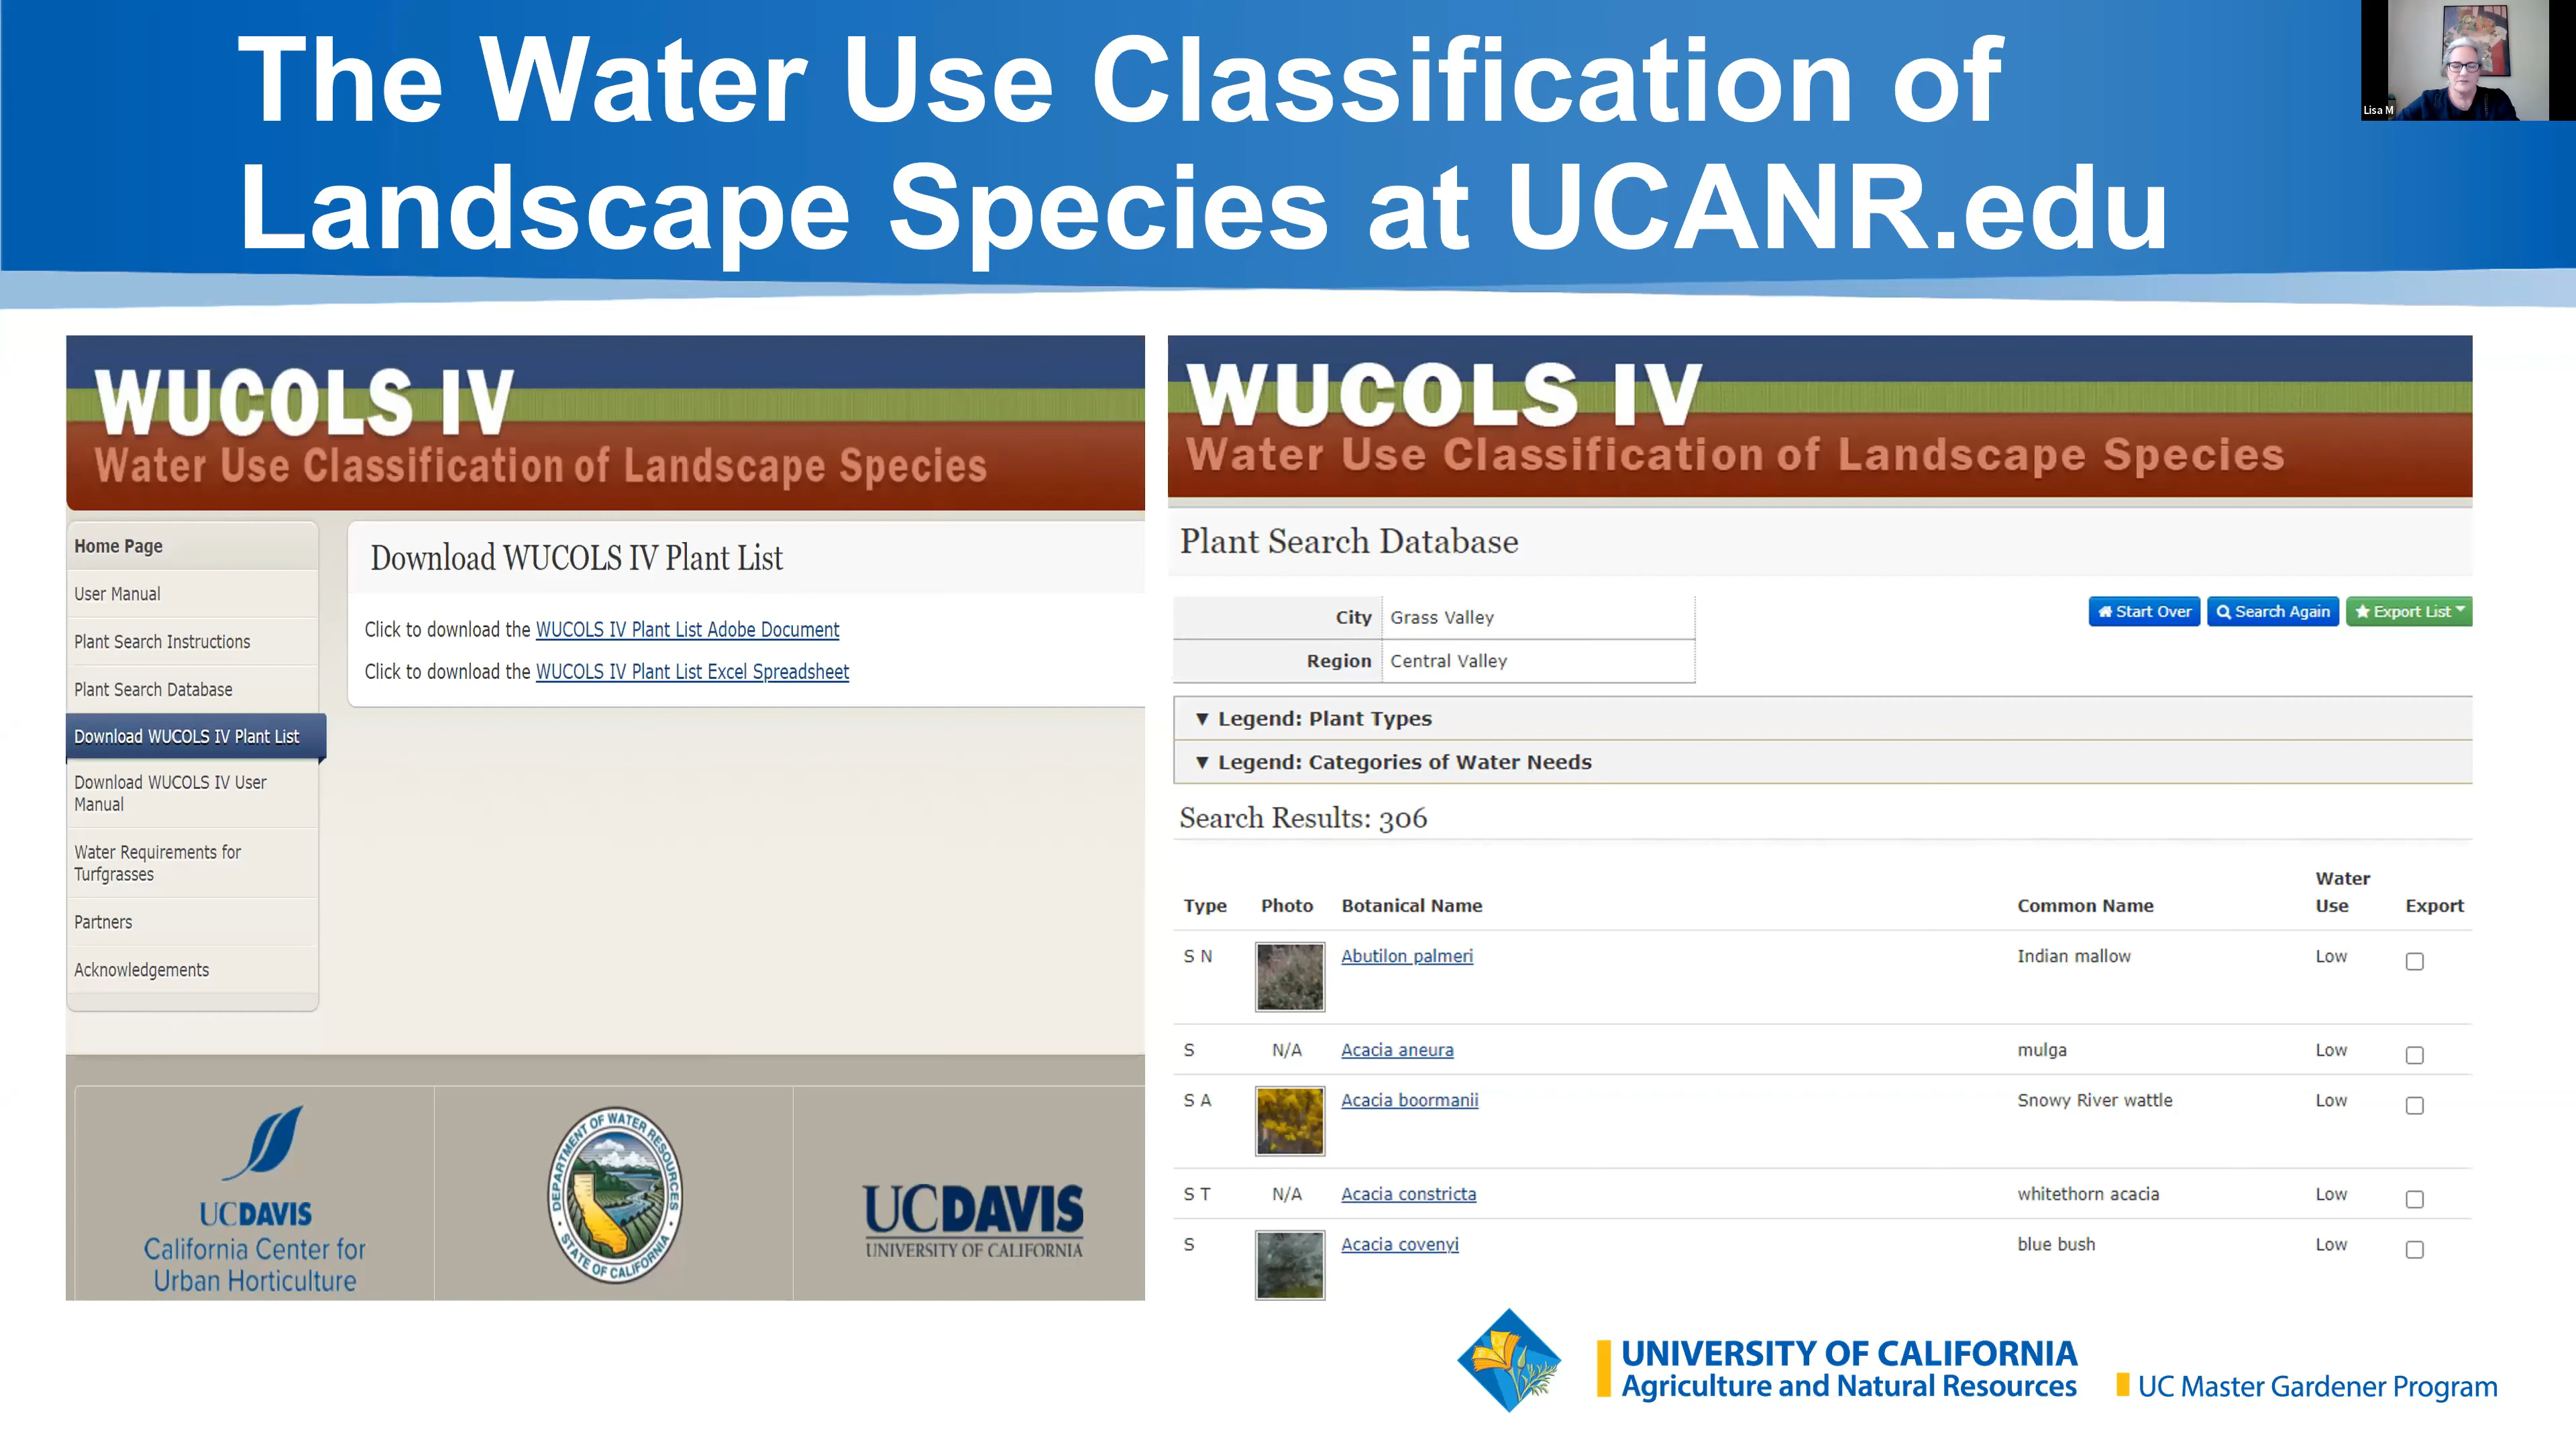 The Water Use Classification of
Landscape Species at UCANR.edu
Lisa M
WUCOLS IV
Water Use Classification of Landscape Species
Home Page
User Manual
Plant Search Instructions
Plant Search Database
Download WUCOLS IV Plant List
Download WUCOLS IV User
Manual
Water Requirements for
Turfgrasses
Partners
Acknowledgements
Download WUCOLS IV Plant List
Click to download the WUCOLS IV Plant List Adobe Document
Click to download the WUCOLS IV Plant List Excel Spreadsheet
UCDAVIS
California Center for
Urban Horticulture
DEPARTMENT OF WATER RESOURCES
STATE OF CALIFORNIA
UCDAVIS
UNIVERSITY OF CALIFORNIA
WUCOLS IV
Water Use Classification of Landscape Species
Plant Search Database
City Grass Valley
Region Central Valley
Start Over Search Again Export List
▼ Legend: Plant Types
▼ Legend: Categories of Water Needs
Search Results: 306
Type Photo Botanical Name Common Name Water Use Export
S N Abutilon palmeri Indian mallow Low
S N/A Acacia aneura mulga Low
S A Acacia boormanii Snowy River wattle Low
S T N/A Acacia constricta whitethorn acacia Low
S Acacia covenyi blue bush Low
UNIVERSITY OF CALIFORNIA
Agriculture and Natural Resources
UC Master Gardener Program